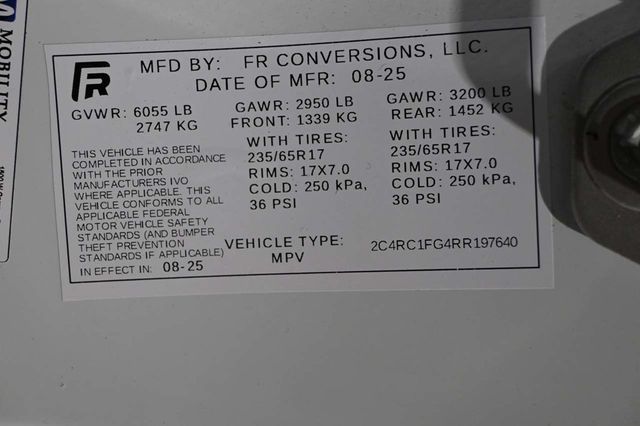 MOBILITY
FR
MFD BY: FR CONVERSIONS, LLC.
DATE OF MFR: 08-25
GVWR: 6055 LB
2747 KG
GAWR: 2950 LB
FRONT: 1339 KG
GAWR: 3200 LB
REAR: 1452 KG
THIS VEHICLE HAS BEEN
COMPLETED IN ACCORDANCE
WITH THE PRIOR
MANUFACTURERS IVO
WHERE APPLICABLE. THIS
VEHICLE CONFORMS TO ALL
APPLICABLE FEDERAL
MOTOR VEHICLE SAFETY
STANDARDS (AND BUMPER
THEFT PREVENTION
STANDARDS IF APPLICABLE)
IN EFFECT IN: 08-25
WITH TIRES:
235/65R17
RIMS: 17X7.0
COLD: 250 kPa,
36 PSI
WITH TIRES:
235/65R17
RIMS: 17X7.0
COLD: 250 kPa,
36 PSI
VEHICLE TYPE:
MPV
2C4RC1FG4RR197640